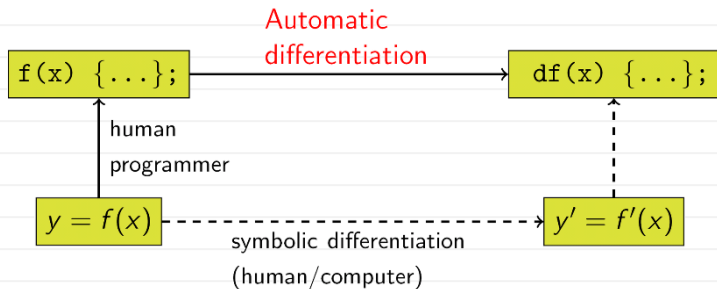 Automatic
differentiation
f(x) {...};
df(x) {...};
human
programmer
y = f(x)
y′ = f′(x)
symbolic differentiation
(human/computer)